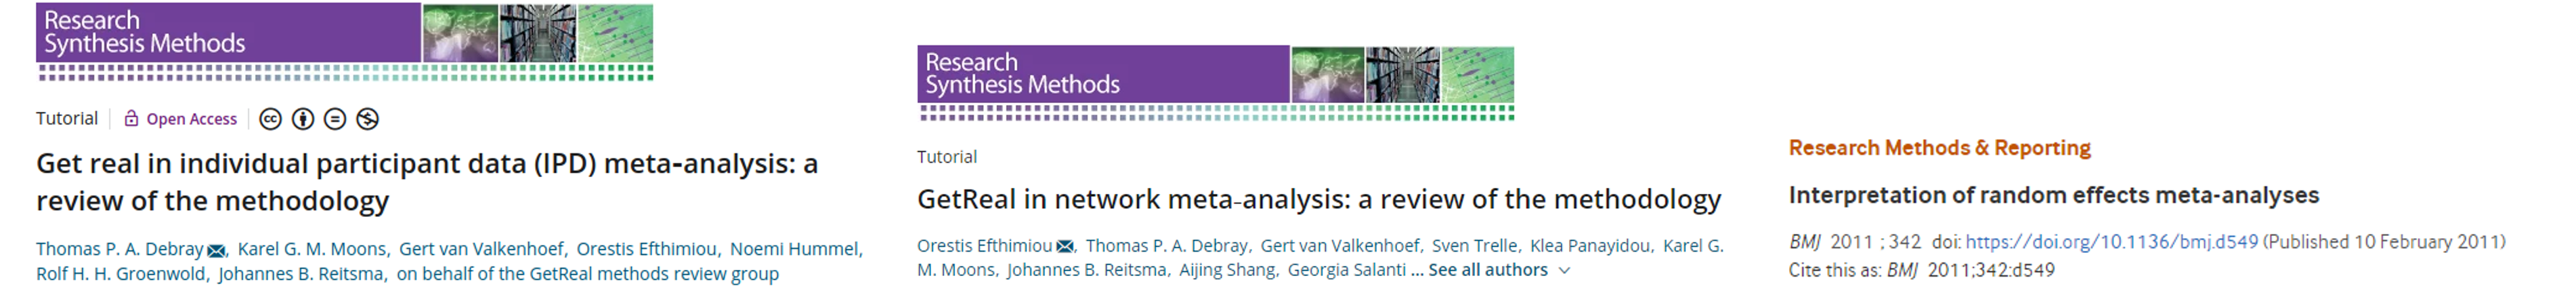 Research
Synthesis Methods
Tutorial Open Access
Get real in individual participant data (IPD) meta-analysis: a
review of the methodology
Thomas P. A. Debray, Karel G. M. Moons, Gert van Valkenhoef, Orestis Efthimiou, Noemi Hummel,
Rolf H. H. Groenwold, Johannes B. Reitsma, on behalf of the GetReal methods review group
Research
Synthesis Methods
Tutorial
GetReal in network meta-analysis: a review of the methodology
Orestis Efthimiou, Thomas P. A. Debray, Gert van Valkenhoef, Sven Trelle, Klea Panayidou, Karel G.
M. Moons, Johannes B. Reitsma, Aijing Shang, Georgia Salanti ... See all authors
Research Methods & Reporting
Interpretation of random effects meta-analyses
BMJ 2011 ; 342 doi: https://doi.org/10.1136/bmj.d549 (Published 10 February 2011)
Cite this as: BMJ 2011;342:d549